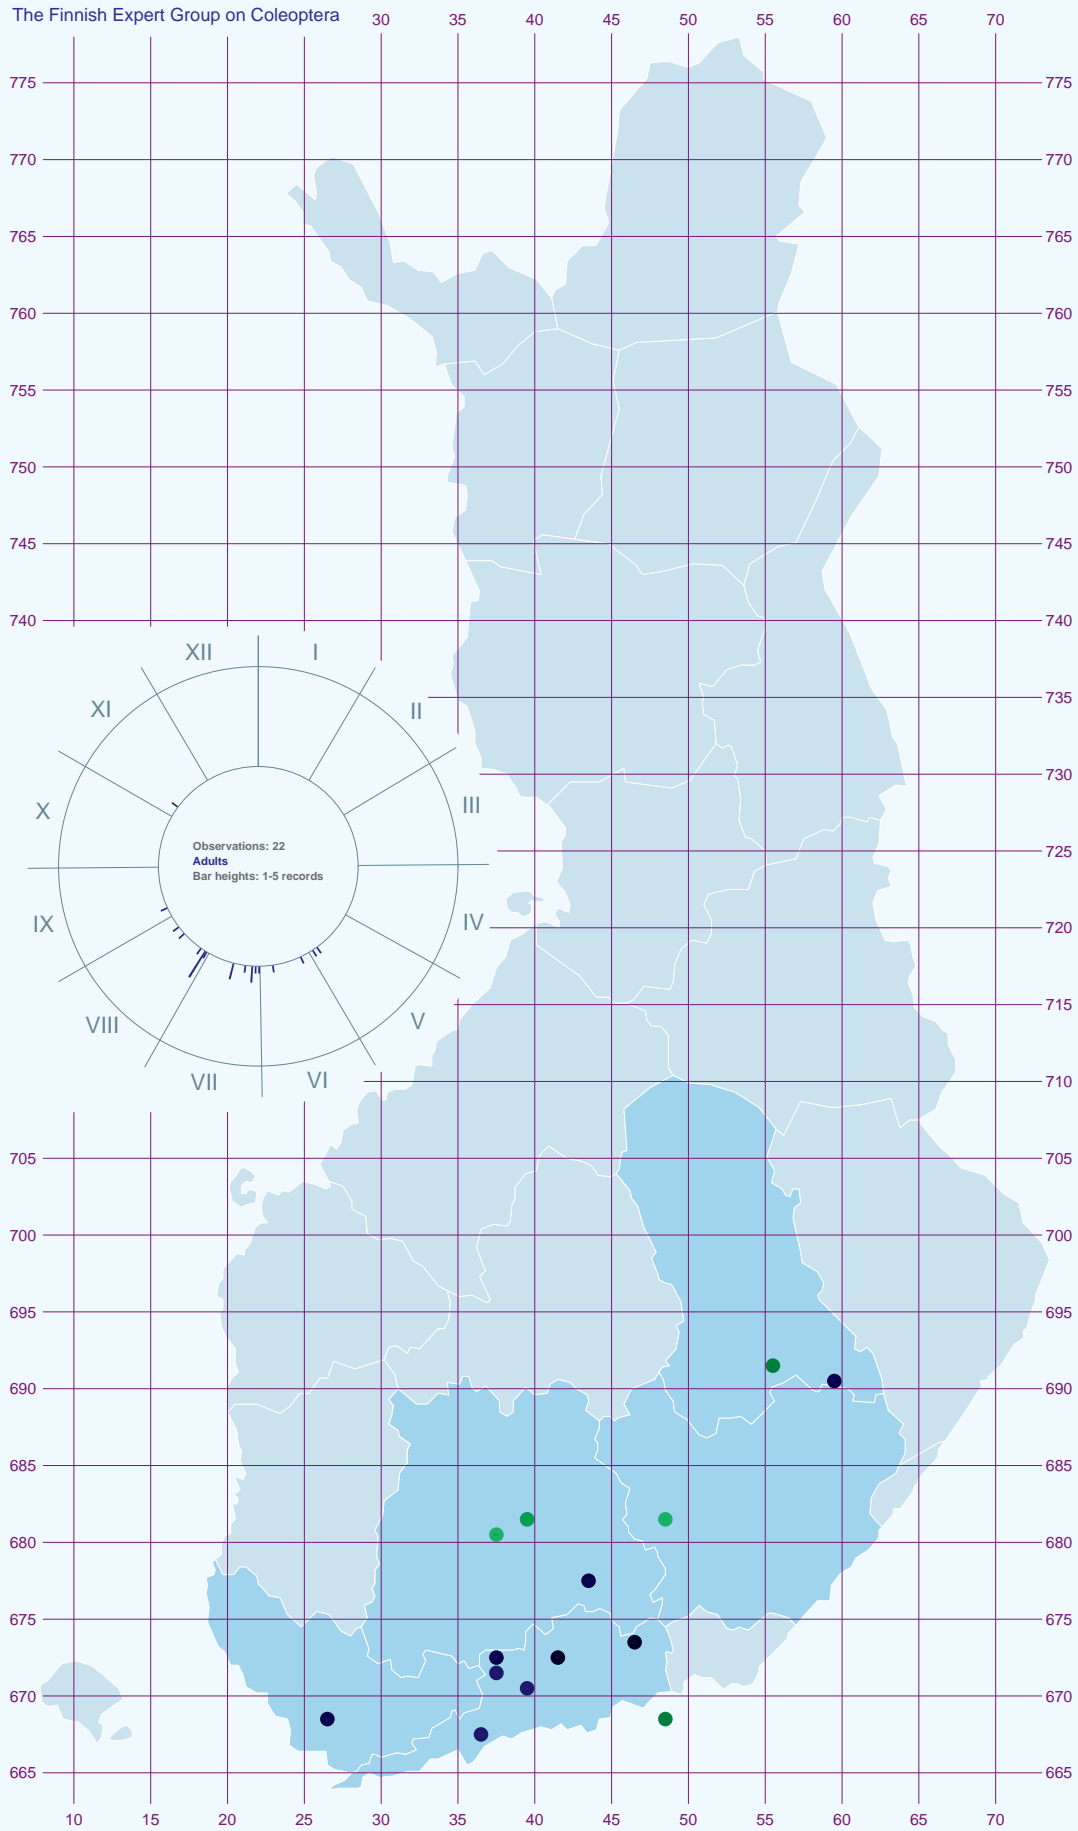 The Finnish Expert Group on Coleoptera 30 35 40 45 50 55 60 65 70
775 775
770 770
765 765
760 760
755 755
750 750
745 745
740 740
XII I
XI II
735
730
X III
Observations: 22
Adults
Bar heights: 1-5 records
725
IX IV
720
VIII V
715
VII VI
710
705 705
700 700
695 695
690 690
685 685
680 680
675 675
670 670
665 665
10 15 20 25 30 35 40 45 50 55 60 65 70